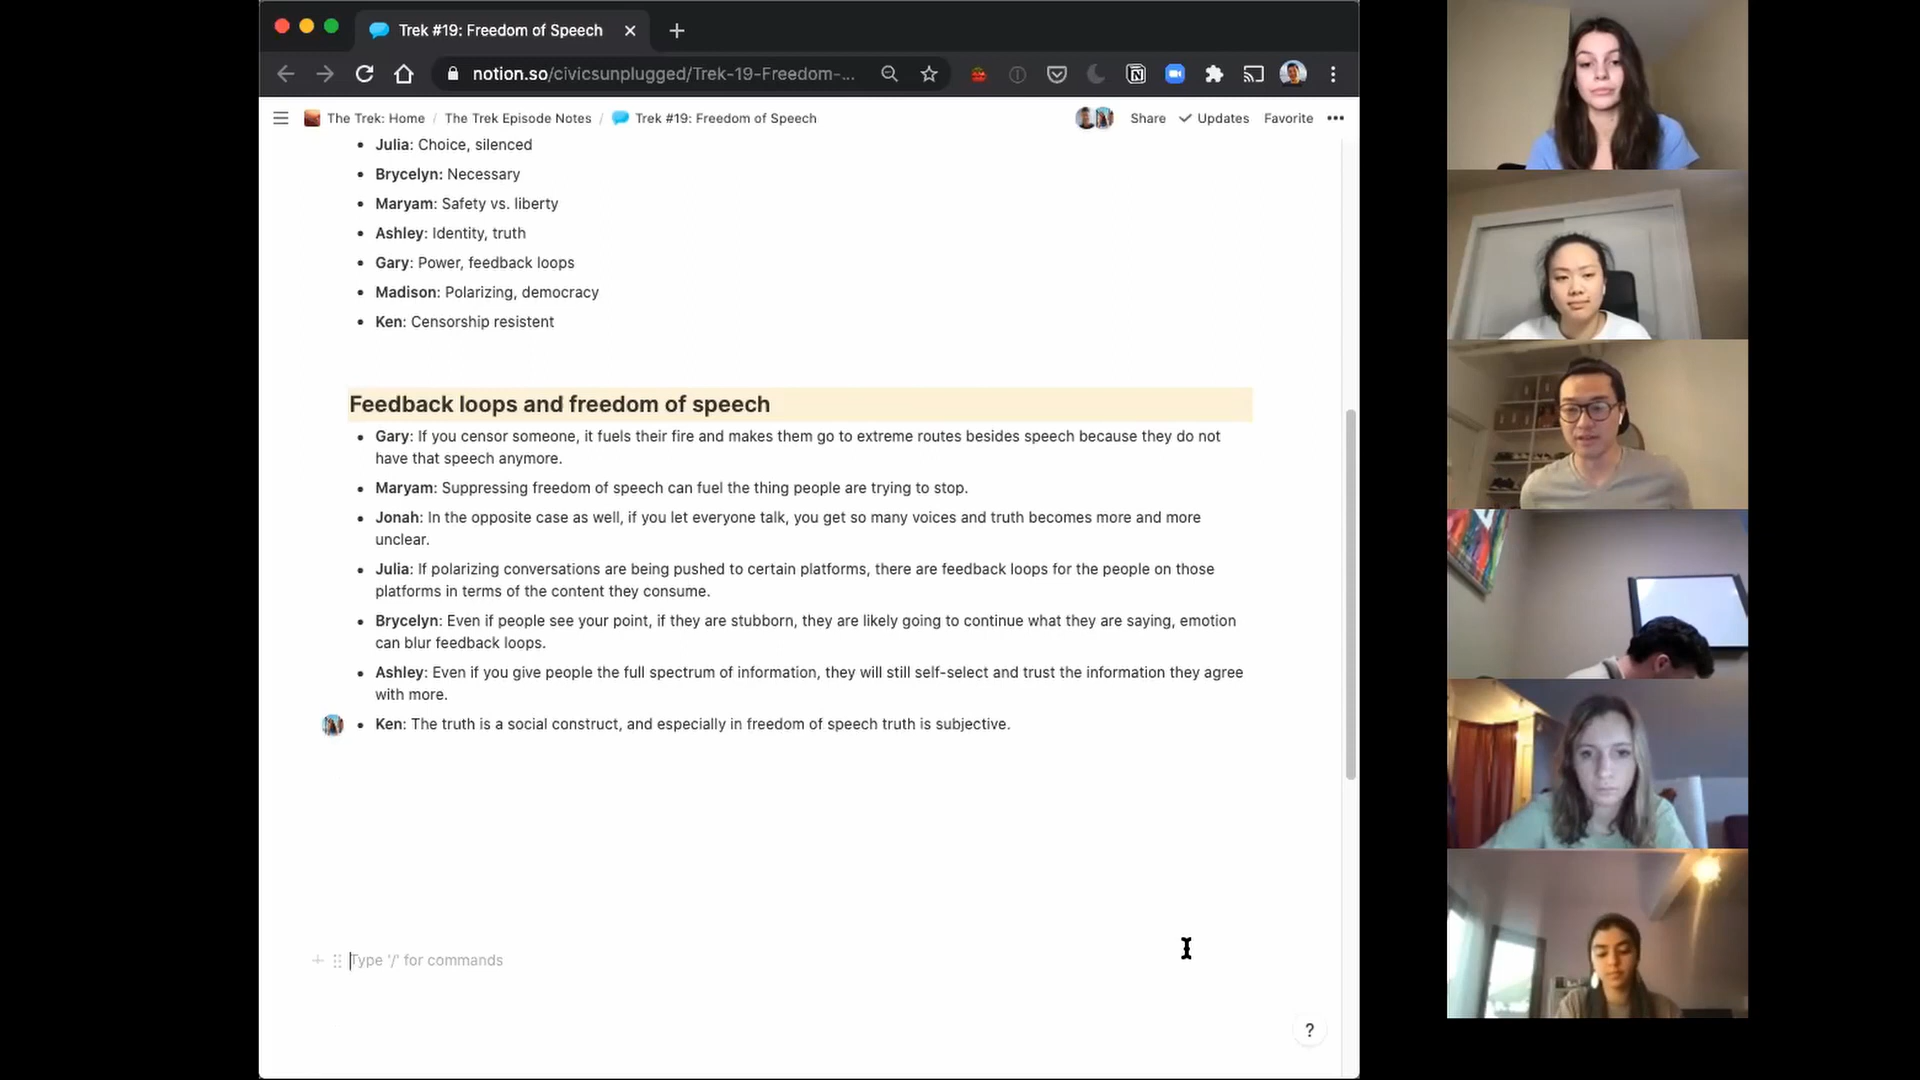 Trek #19: Freedom of Speech
notion.so/civicsunplugged/Trek-19-Freedom-...
The Trek: Home / The Trek Episode Notes / Trek #19: Freedom of Speech
Share Updates Favorite
Julia: Choice, silenced
Brycelyn: Necessary
Maryam: Safety vs. liberty
Ashley: Identity, truth
Gary: Power, feedback loops
Madison: Polarizing, democracy
Ken: Censorship resistent
Feedback loops and freedom of speech
Gary: If you censor someone, it fuels their fire and makes them go to extreme routes besides speech because they do not
have that speech anymore.
Maryam: Suppressing freedom of speech can fuel the thing people are trying to stop.
Jonah: In the opposite case as well, if you let everyone talk, you get so many voices and truth becomes more and more
unclear.
Julia: If polarizing conversations are being pushed to certain platforms, there are feedback loops for the people on those
platforms in terms of the content they consume.
Brycelyn: Even if people see your point, if they are stubborn, they are likely going to continue what they are saying, emotion
can blur feedback loops.
Ashley: Even if you give people the full spectrum of information, they will still self-select and trust the information they agree
with more.
Ken: The truth is a social construct, and especially in freedom of speech truth is subjective.
Type '/' for commands
?